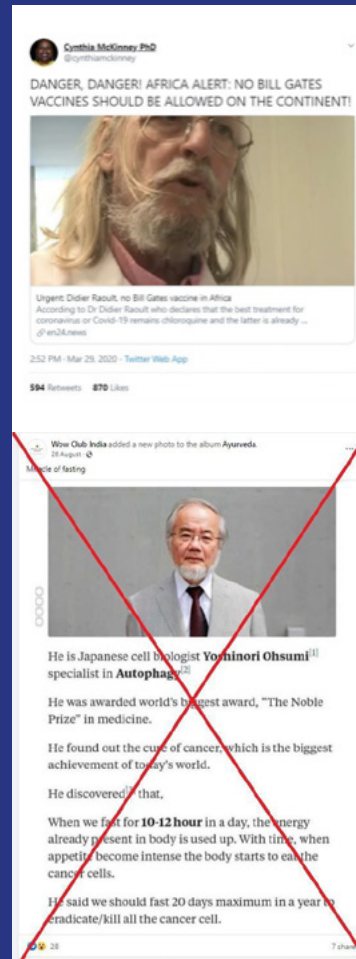 Cynthia McKinney PhD
@cynthiamckinney
DANGER, DANGER! AFRICA ALERT: NO BILL GATES
VACCINES SHOULD BE ALLOWED ON THE CONTINENT!
Urgent: Didier Raoult, no Bill Gates vaccine in Africa
According to Dr Didier Raoult who declares that the best treatment for
coronavirus or Covid-19 remains chloroquine and the latter is already ...
en24.news
2:52 PM · Mar 29, 2020 · Twitter Web App
594 Retweets 870 Likes
Wow Club India added a new photo to the album Ayurveda.
28 August ·
Miracle of fasting
He is Japanese cell biologist Yoshinori Ohsumi[1]
specialist in Autophagy[2]
He was awarded world's biggest award, "The Noble
Prize" in medicine.
He found out the cure of cancer, which is the biggest
achievement of today's world.
He discovered[3] that,
When we fast for 10-12 hour in a day, the energy
already present in body is used up. With time, when
appetite become intense the body starts to eat the
cancer cells.
He said we should fast 20 days maximum in a year to
eradicate/kill all the cancer cell.
28
7 share